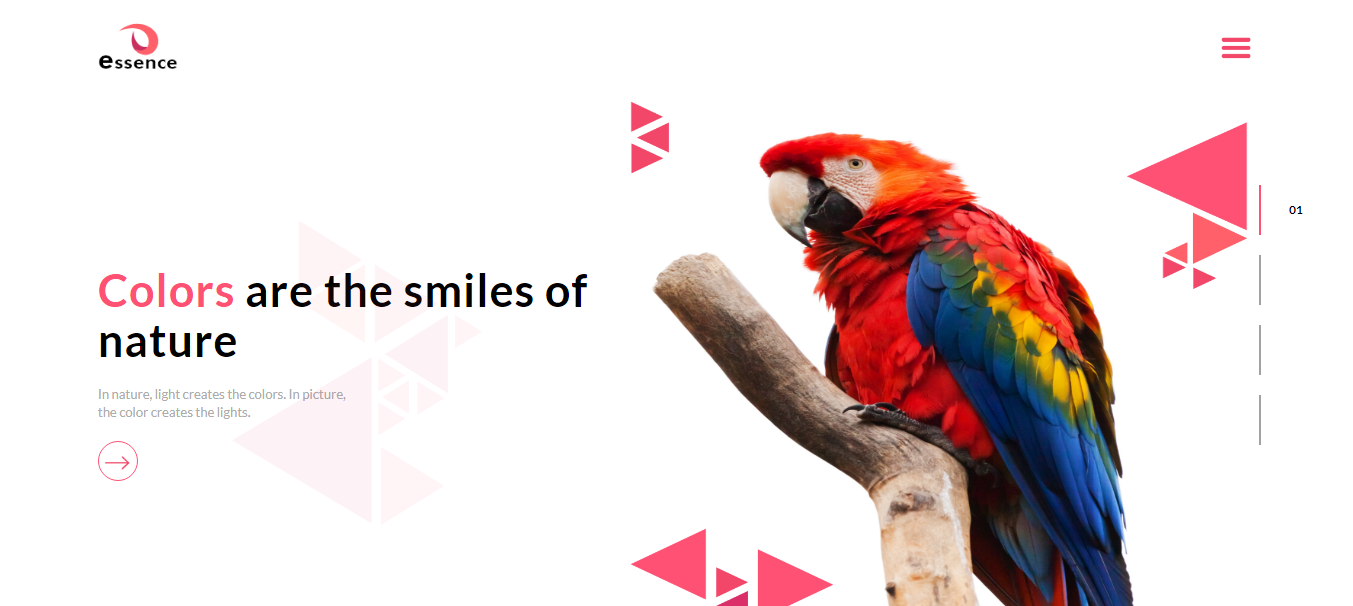 essence
01
Colors are the smiles of
nature
In nature, light creates the colors. In picture,
the color creates the lights.